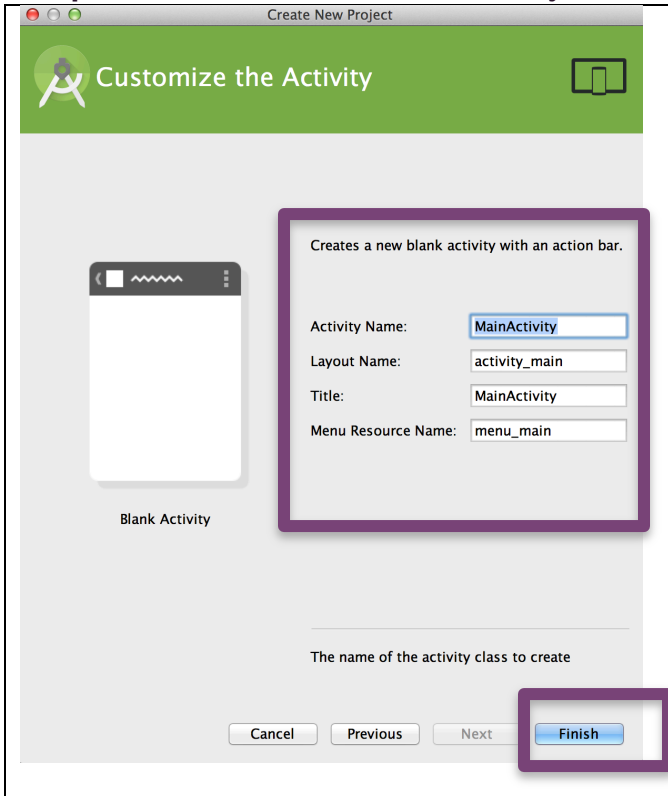 Create New Project
Customize the Activity
Creates a new blank activity with an action bar.
Activity Name: MainActivity
Layout Name: activity_main
Title: MainActivity
Menu Resource Name: menu_main
Blank Activity
The name of the activity class to create
Cancel Previous Next Finish